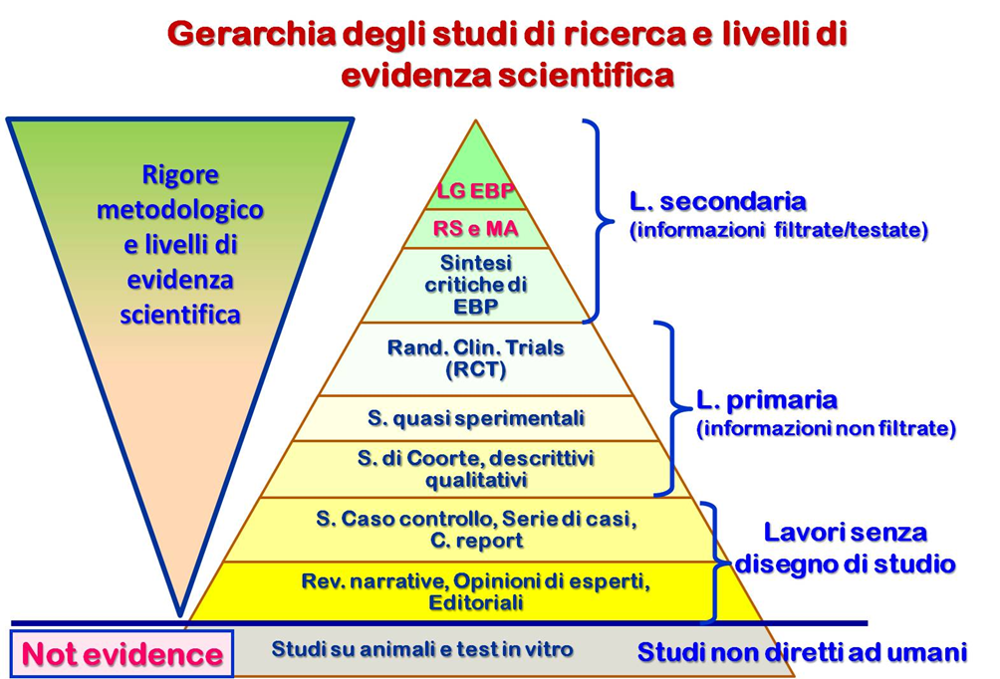 Gerarchia degli studi di ricerca e livelli di
evidenza scientifica
Rigore
metodologico
e livelli di
evidenza
scientifica
LG EBP
RS e MA
Sintesi
critiche di
EBP
L. secondaria
(informazioni filtrate/testate)
Rand. Clin. Trials
(RCT)
S. quasi sperimentali
S. di Coorte, descrittivi
qualitativi
L. primaria
(informazioni non filtrate)
S. Caso controllo, Serie di casi,
C. report
Rev. narrative, Opinioni di esperti,
Editoriali
Lavori senza
disegno di studio
Not evidence
Studi su animali e test in vitro
Studi non diretti ad umani